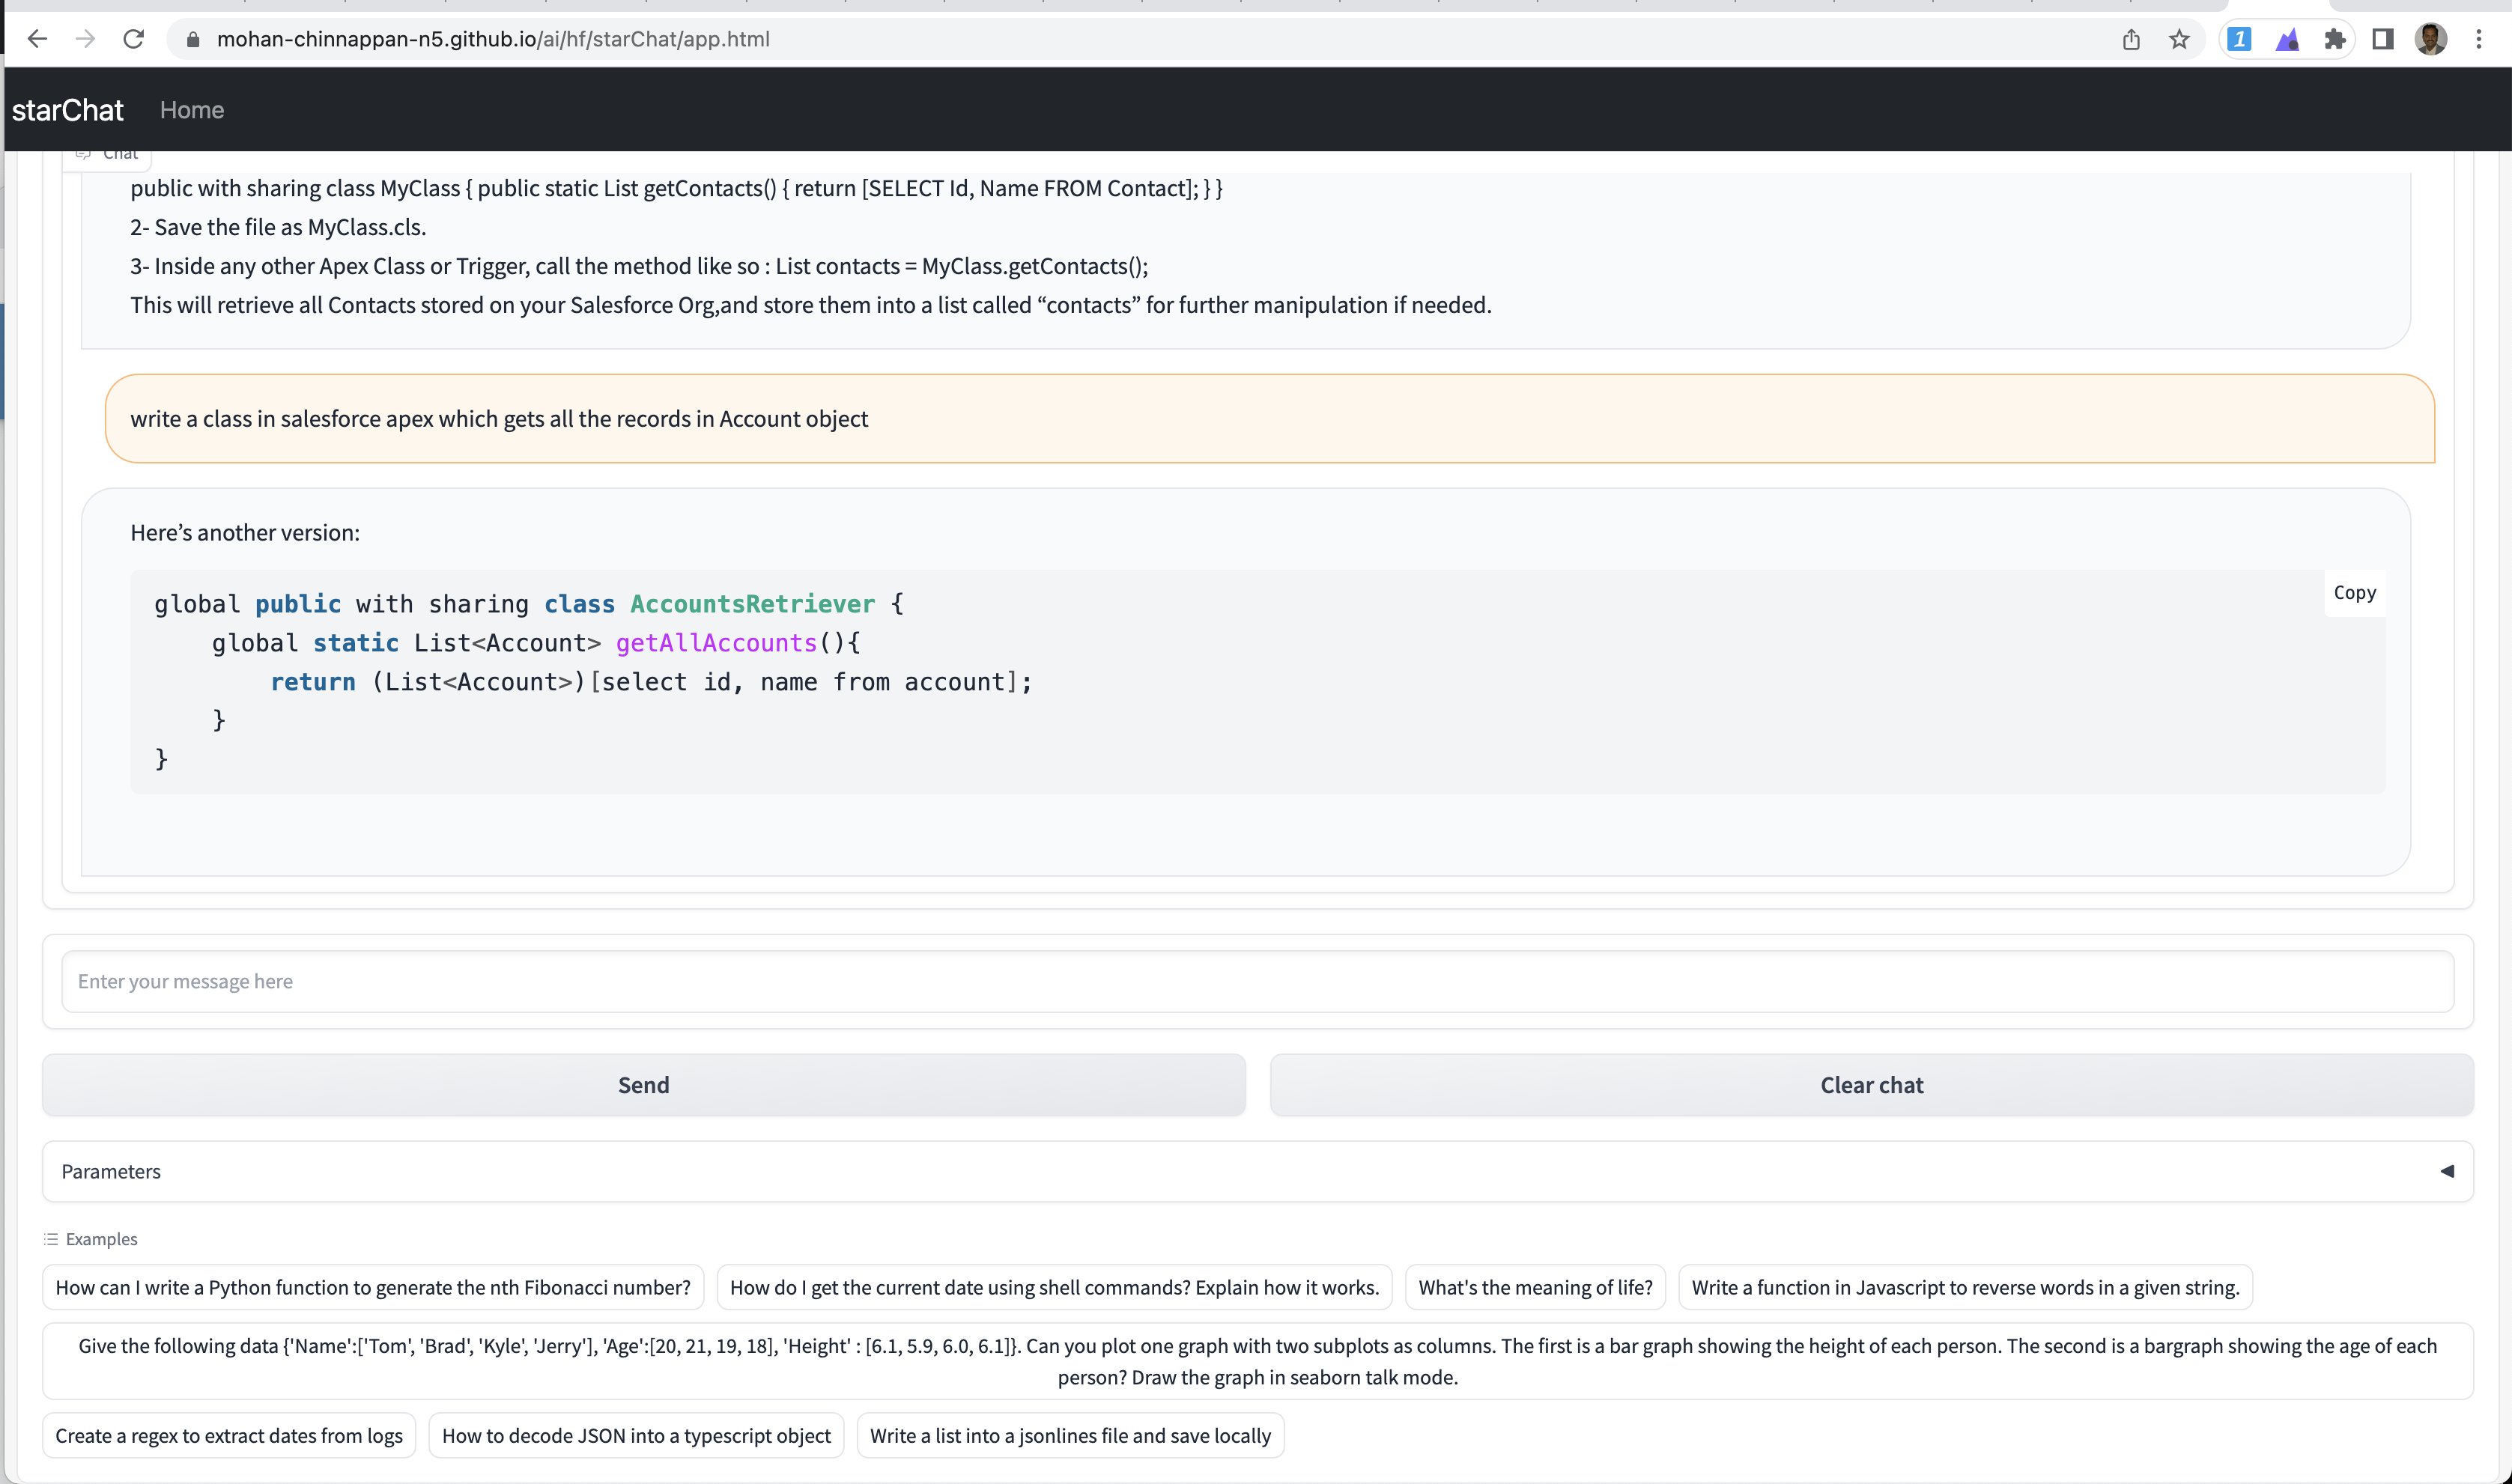 mohan-chinnappan-n5.github.io/ai/hf/starChat/app.html
1
starChat Home
Chat
public with sharing class MyClass { public static List getContacts() { return [SELECT Id, Name FROM Contact]; } }
2- Save the file as MyClass.cls.
3- Inside any other Apex Class or Trigger, call the method like so : List contacts = MyClass.getContacts();
This will retrieve all Contacts stored on your Salesforce Org,and store them into a list called “contacts” for further manipulation if needed.
write a class in salesforce apex which gets all the records in Account object
Here’s another version:
Copy
global public with sharing class AccountsRetriever {
    global static List<Account> getAllAccounts(){
        return (List<Account>)[select id, name from account];
    }
}
Enter your message here
Send Clear chat
Parameters
Examples
How can I write a Python function to generate the nth Fibonacci number? How do I get the current date using shell commands? Explain how it works. What's the meaning of life? Write a function in Javascript to reverse words in a given string.
Give the following data {'Name':['Tom', 'Brad', 'Kyle', 'Jerry'], 'Age':[20, 21, 19, 18], 'Height' : [6.1, 5.9, 6.0, 6.1]}. Can you plot one graph with two subplots as columns. The first is a bar graph showing the height of each person. The second is a bargraph showing the age of each
person? Draw the graph in seaborn talk mode.
Create a regex to extract dates from logs How to decode JSON into a typescript object Write a list into a jsonlines file and save locally